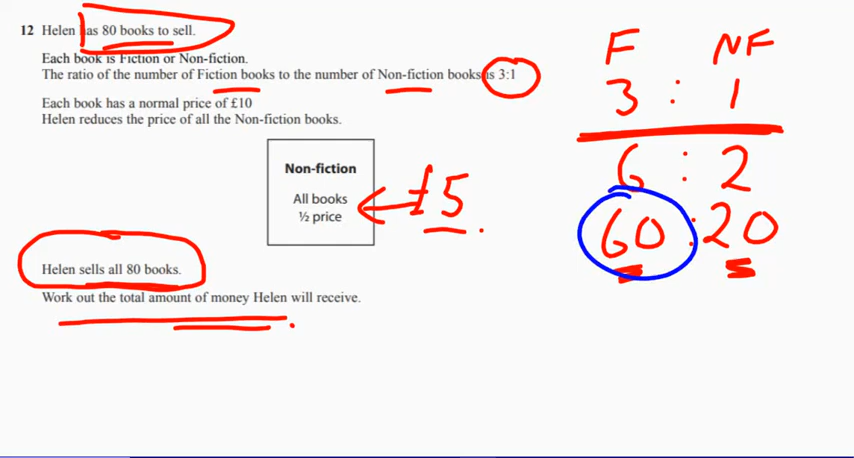 12 Helen has 80 books to sell.
Each book is Fiction or Non-fiction.
The ratio of the number of Fiction books to the number of Non-fiction books is 3:1
Each book has a normal price of £10
Helen reduces the price of all the Non-fiction books.
Non-fiction
All books
½ price
£5
Helen sells all 80 books.
Work out the total amount of money Helen will receive.
F NF
3 : 1
6 : 2
60 : 20